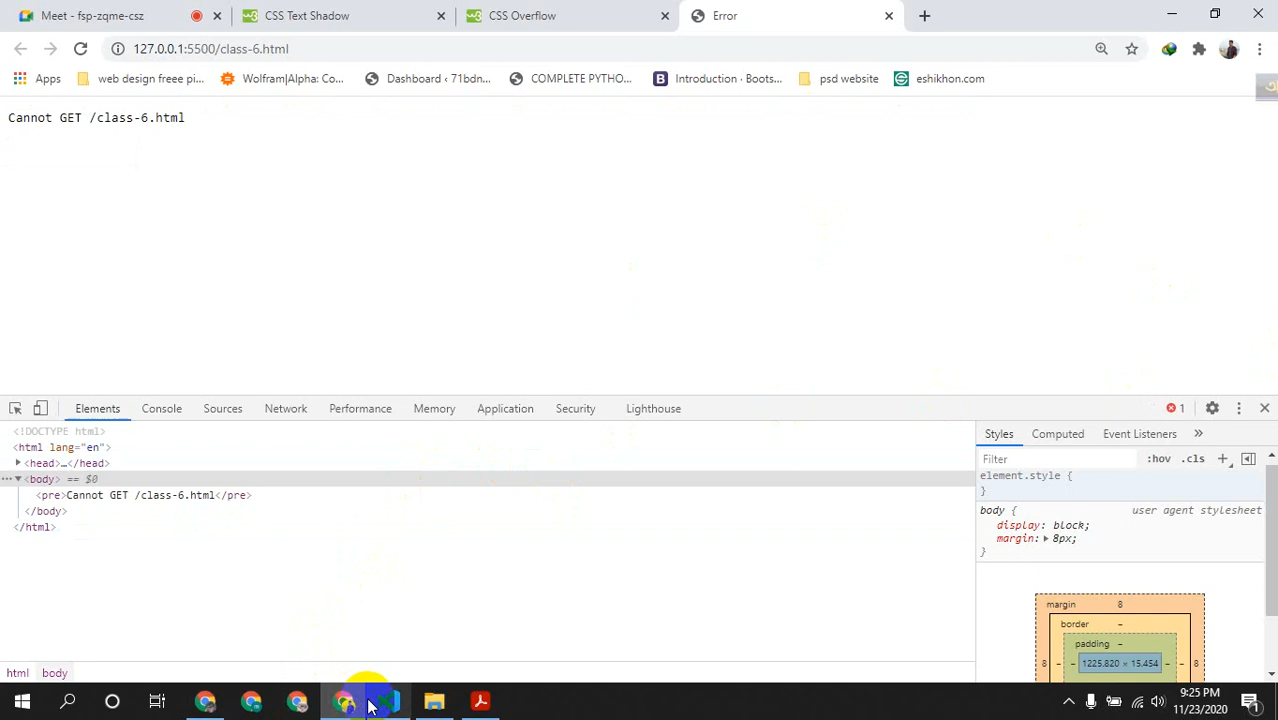 Meet - fsp-zqme-csz
CSS Text Shadow
CSS Overflow
Error
127.0.0.1:5500/class-6.html
Apps
web design freee pi...
Wolfram|Alpha: Co...
Dashboard ‹ 71bdn...
COMPLETE PYTHO...
Introduction · Boots...
psd website
eshikhon.com
Cannot GET /class-6.html
Elements
Console
Sources
Network
Performance
Memory
Application
Security
Lighthouse
1
<!DOCTYPE html>
<html lang="en">
<head>…</head>
<body> == $0
<pre>Cannot GET /class-6.html</pre>
</body>
</html>
Styles
Computed
Event Listeners
Filter
:hov
.cls
element.style {
}
body {
user agent stylesheet
display: block;
margin: 8px;
}
margin
8
border
–
padding
–
8
–
–
1225.820 × 15.454
–
–
8
html
body
9:25 PM
11/23/2020